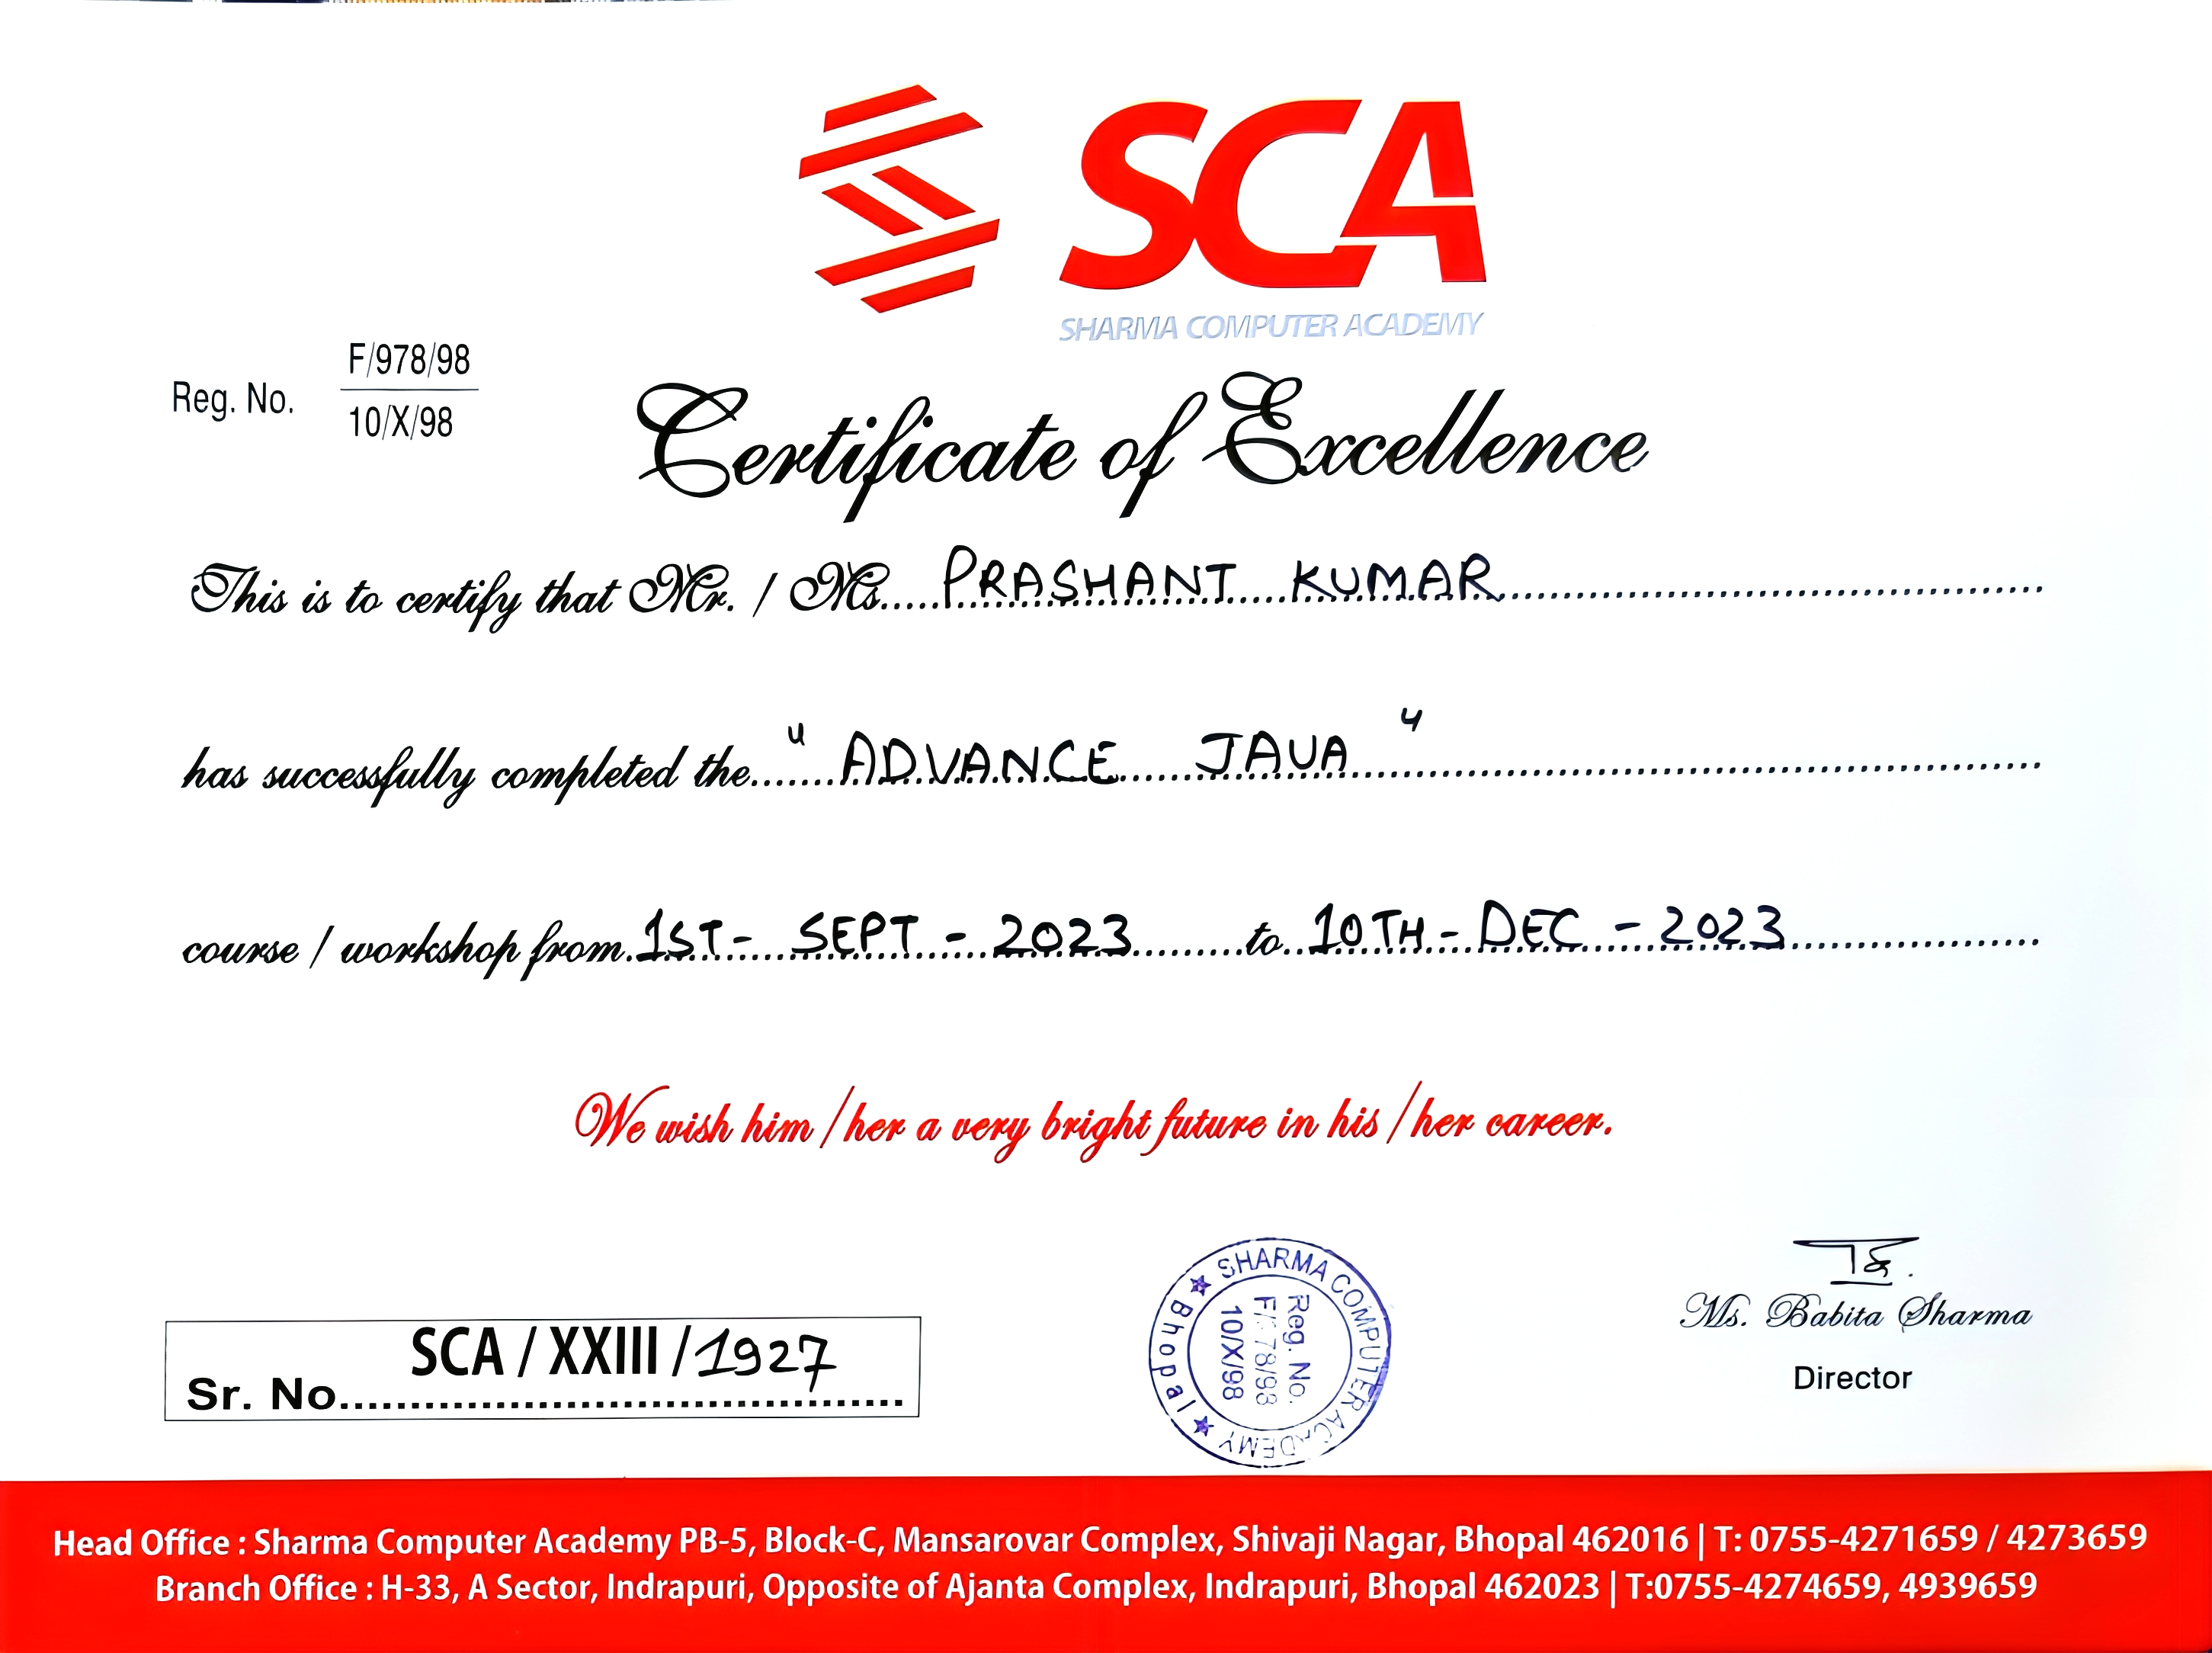 SCA
SHARMA COMPUTER ACADEMY
Reg. No. F/978/98
10/X/98
Certificate of Excellence
This is to certify that Mr. / Ms..... PRASHANT KUMAR
has successfully completed the..... " ADVANCE JAVA "
course / workshop from. 1ST - SEPT - 2023 ........to.. 10TH - DEC - 2023
We wish him/her a very bright future in his/her career.
SCA / XXIII / 1927
Sr. No.
SHARMA COMPUTER ACADEMY
★ Bhopal ★
Reg. No.
F/978/98
10/X/98
Ms. Babita Sharma
Director
Head Office : Sharma Computer Academy PB-5, Block-C, Mansarovar Complex, Shivaji Nagar, Bhopal 462016 | T: 0755-4271659 / 4273659
Branch Office : H-33, A Sector, Indrapuri, Opposite of Ajanta Complex, Indrapuri, Bhopal 462023 | T:0755-4274659, 4939659